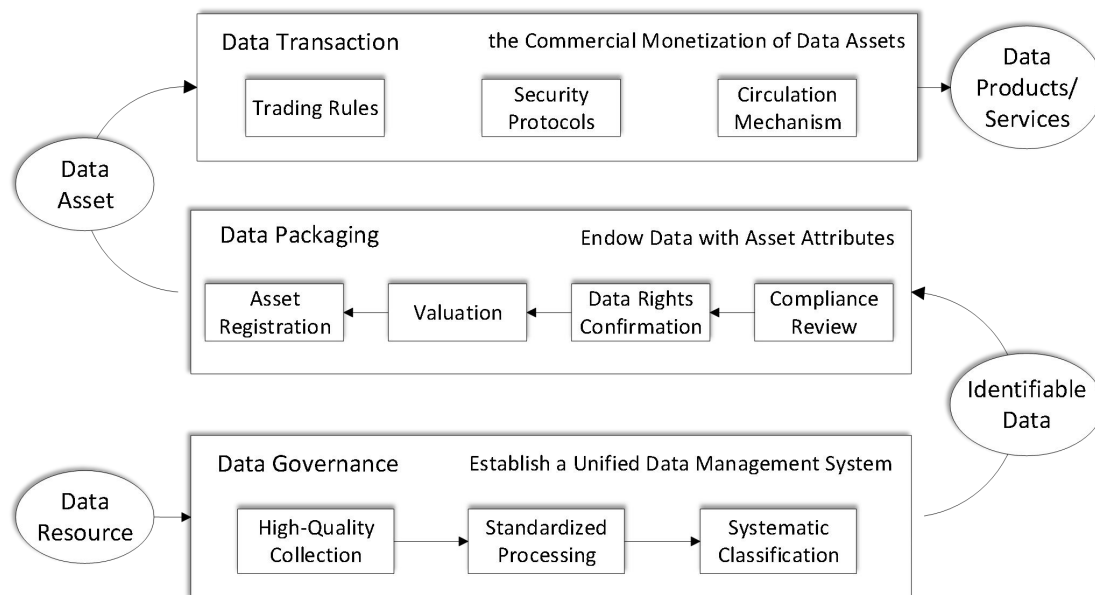 Data Transaction
the Commercial Monetization of Data Assets
Trading Rules
Security
Protocols
Circulation
Mechanism
Data
Products/
Services
Data
Asset
Data Packaging
Endow Data with Asset Attributes
Asset
Registration
Valuation
Data Rights
Confirmation
Compliance
Review
Identifiable
Data
Data Governance
Establish a Unified Data Management System
Data
Resource
High-Quality
Collection
Standardized
Processing
Systematic
Classification